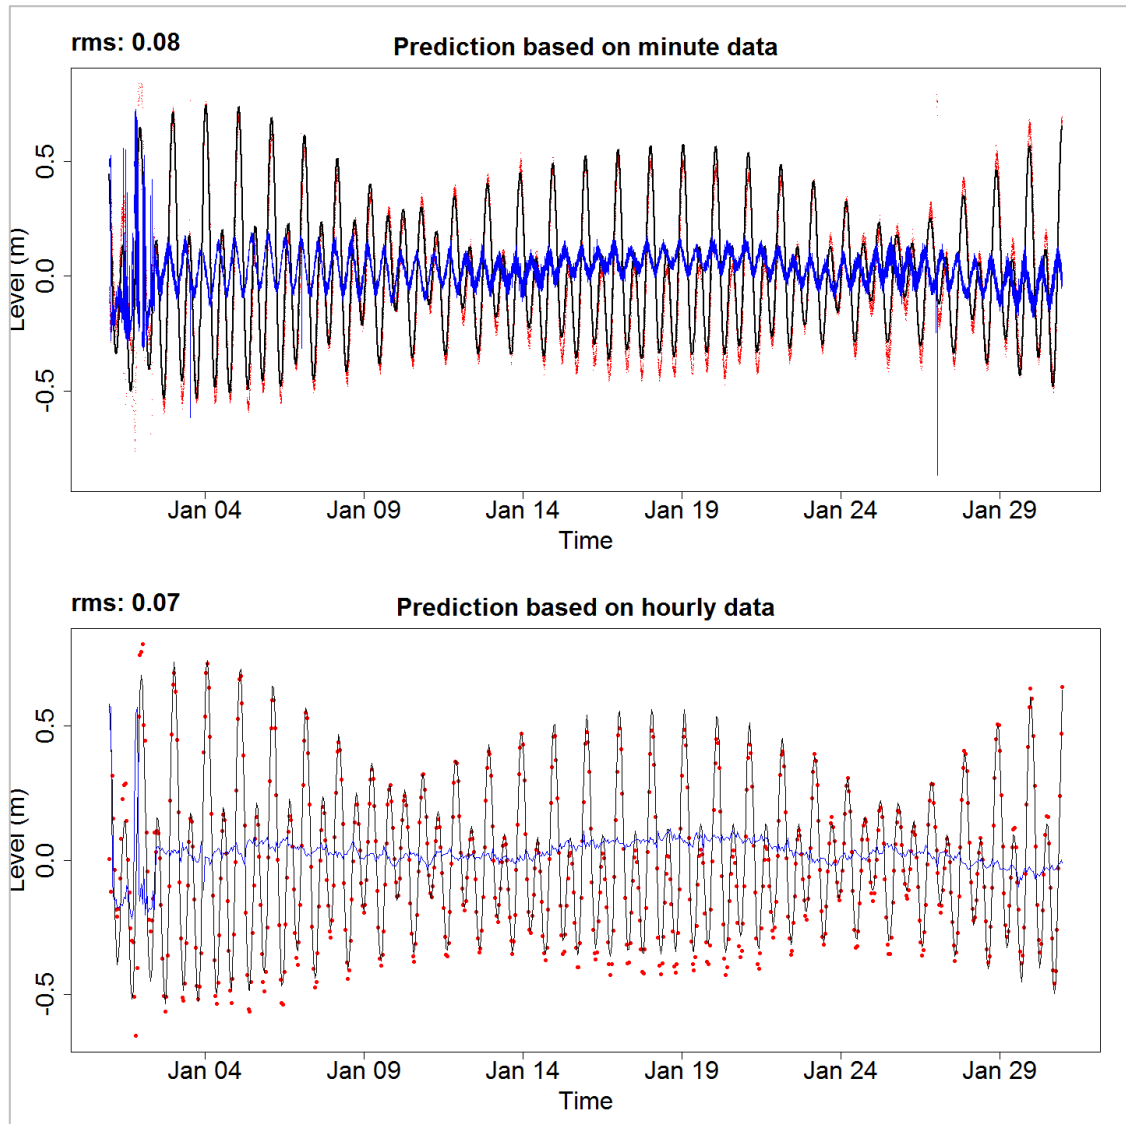 rms: 0.08
Prediction based on minute data
Level (m)
0.5
0.0
-0.5
Jan 04 Jan 09 Jan 14 Jan 19 Jan 24 Jan 29
Time
rms: 0.07
Prediction based on hourly data
Level (m)
0.5
0.0
-0.5
Jan 04 Jan 09 Jan 14 Jan 19 Jan 24 Jan 29
Time